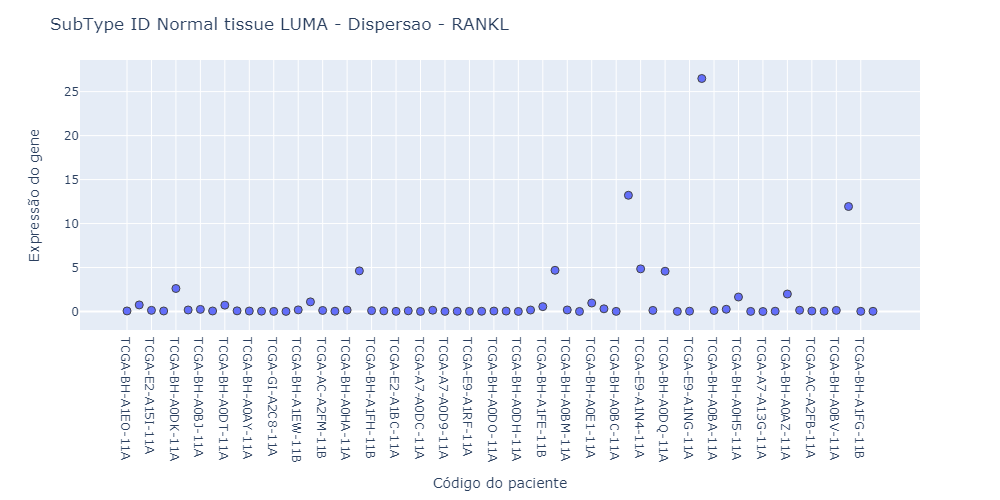 SubType ID Normal tissue LUMA - Dispersao - RANKL
Expressão do gene
25
20
15
10
5
0
TCGA-BH-A1EO-11A
TCGA-E2-A15I-11A
TCGA-BH-A0DK-11A
TCGA-BH-A0BJ-11A
TCGA-BH-A0DT-11A
TCGA-BH-A0AY-11A
TCGA-GI-A2C8-11A
TCGA-BH-A1EW-11B
TCGA-AC-A2FM-11B
TCGA-BH-A0HA-11A
TCGA-BH-A1FH-11B
TCGA-E2-A1BC-11A
TCGA-A7-A0DC-11A
TCGA-A7-A0D9-11A
TCGA-E9-A1RF-11A
TCGA-BH-A0DO-11A
TCGA-BH-A0DH-11A
TCGA-BH-A1FE-11B
TCGA-BH-A0BM-11A
TCGA-BH-A0E1-11A
TCGA-BH-A0BC-11A
TCGA-E9-A1N4-11A
TCGA-BH-A0DQ-11A
TCGA-E9-A1NG-11A
TCGA-BH-A0BA-11A
TCGA-BH-A0H5-11A
TCGA-A7-A13G-11A
TCGA-BH-A0AZ-11A
TCGA-AC-A2FB-11A
TCGA-BH-A0BV-11A
TCGA-BH-A1FG-11B
Código do paciente